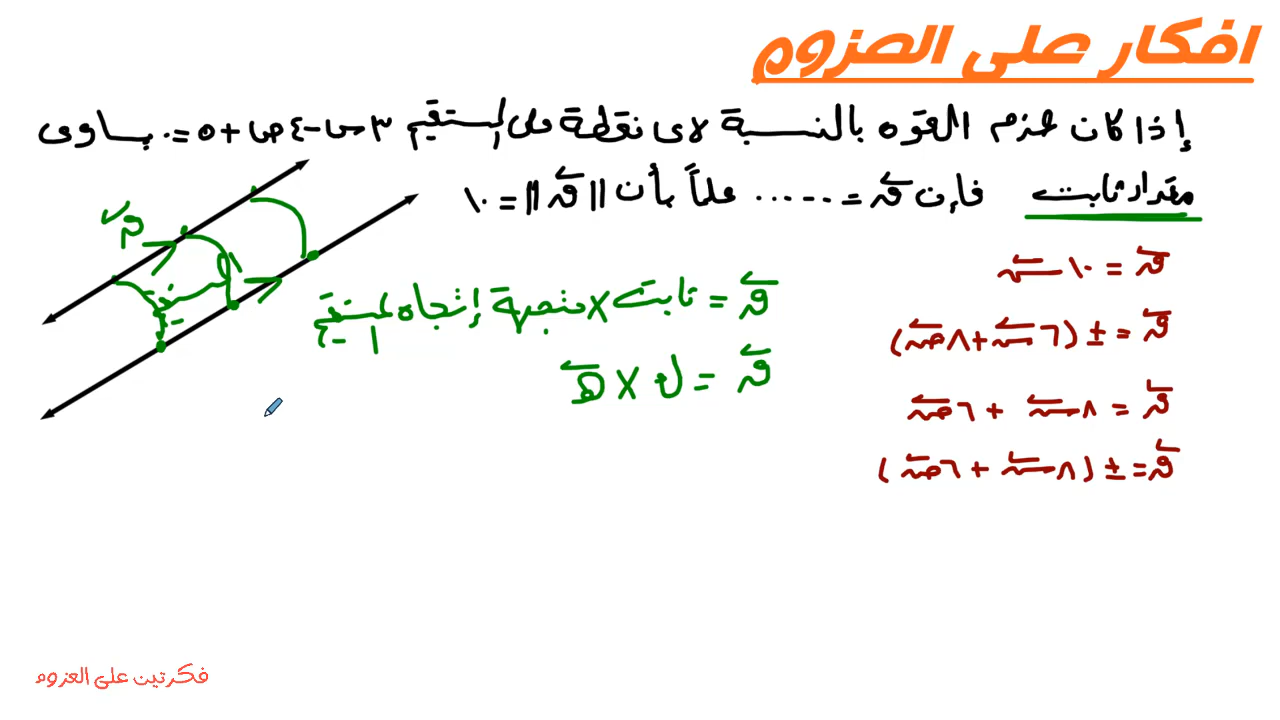 افكار على العزوم
إذا كان عزم القوه بالنسبة لاى نقطة على المستقيم ٣س-٤ص+٥=٠ يساوى
مقدار ثابت فإن ق = ...... علماً بأن ||ق|| = ١٠
ق = ١٠ س
ق = ± (٦س + ٨ص)
ق = ٨س + ٦ص
ق = ± (٨س + ٦ص)
ق
ق = ثابت × متجهة إتجاه المستقيم
ق = ك × هـ
فكرتين على العزوم